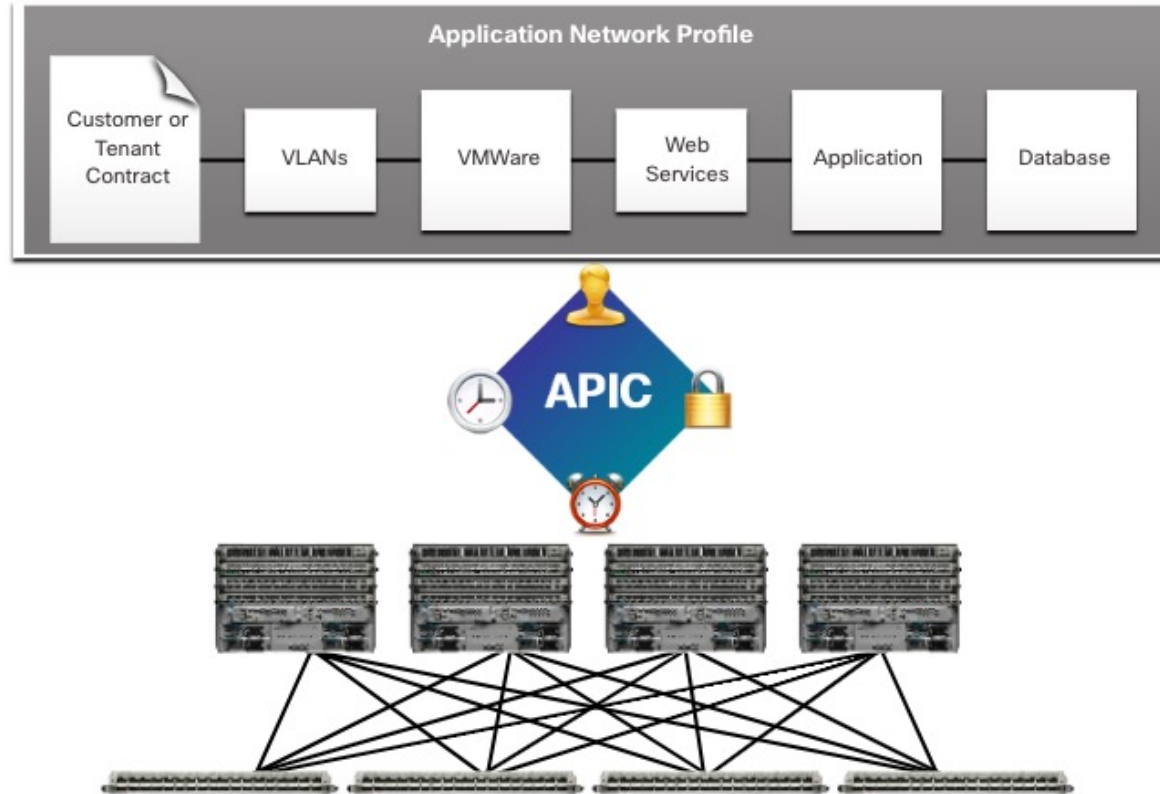 Application Network Profile
Customer or
Tenant
Contract
VLANs
VMWare
Web
Services
Application
Database
APIC